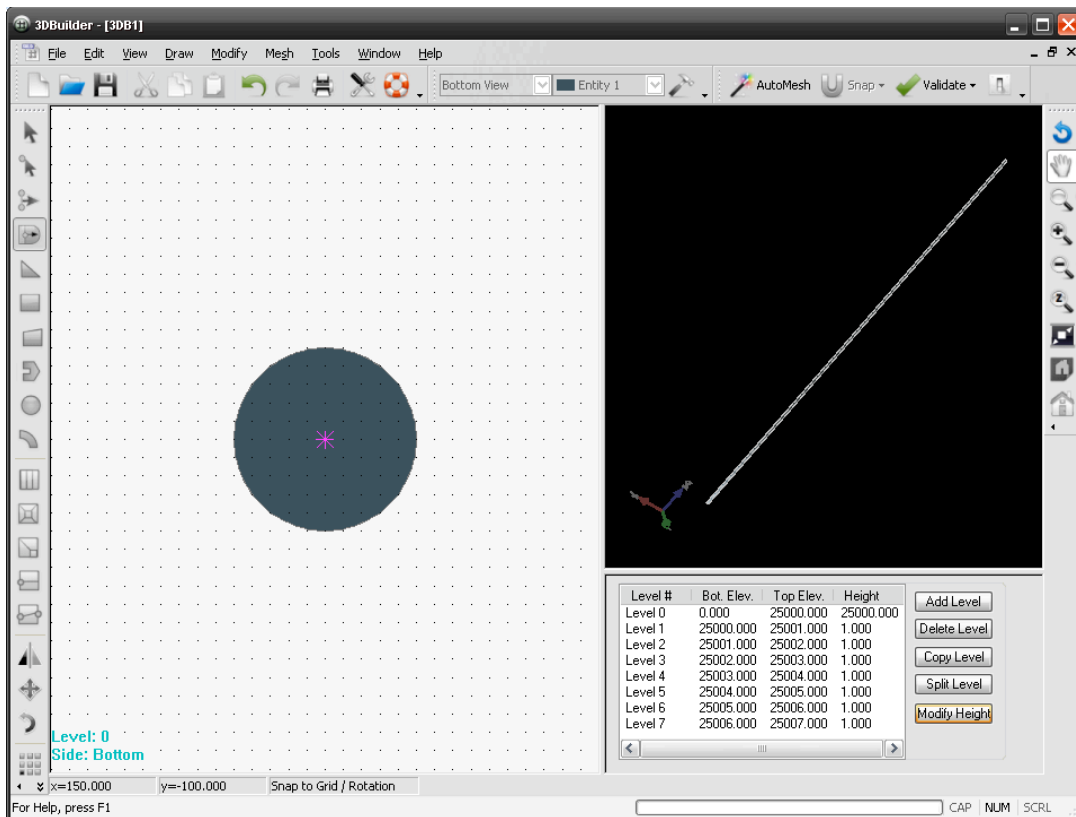 3DBuilder - [3DB1]
File Edit View Draw Modify Mesh Tools Window Help
Bottom View Entity 1 AutoMesh Snap Validate
Level: 0
Side: Bottom
Level # Bot. Elev. Top Elev. Height
Level 0 0.000 25000.000 25000.000
Level 1 25000.000 25001.000 1.000
Level 2 25001.000 25002.000 1.000
Level 3 25002.000 25003.000 1.000
Level 4 25003.000 25004.000 1.000
Level 5 25004.000 25005.000 1.000
Level 6 25005.000 25006.000 1.000
Level 7 25006.000 25007.000 1.000
Add Level
Delete Level
Copy Level
Split Level
Modify Height
x=150.000 y=-100.000 Snap to Grid / Rotation
For Help, press F1 CAP NUM SCRL